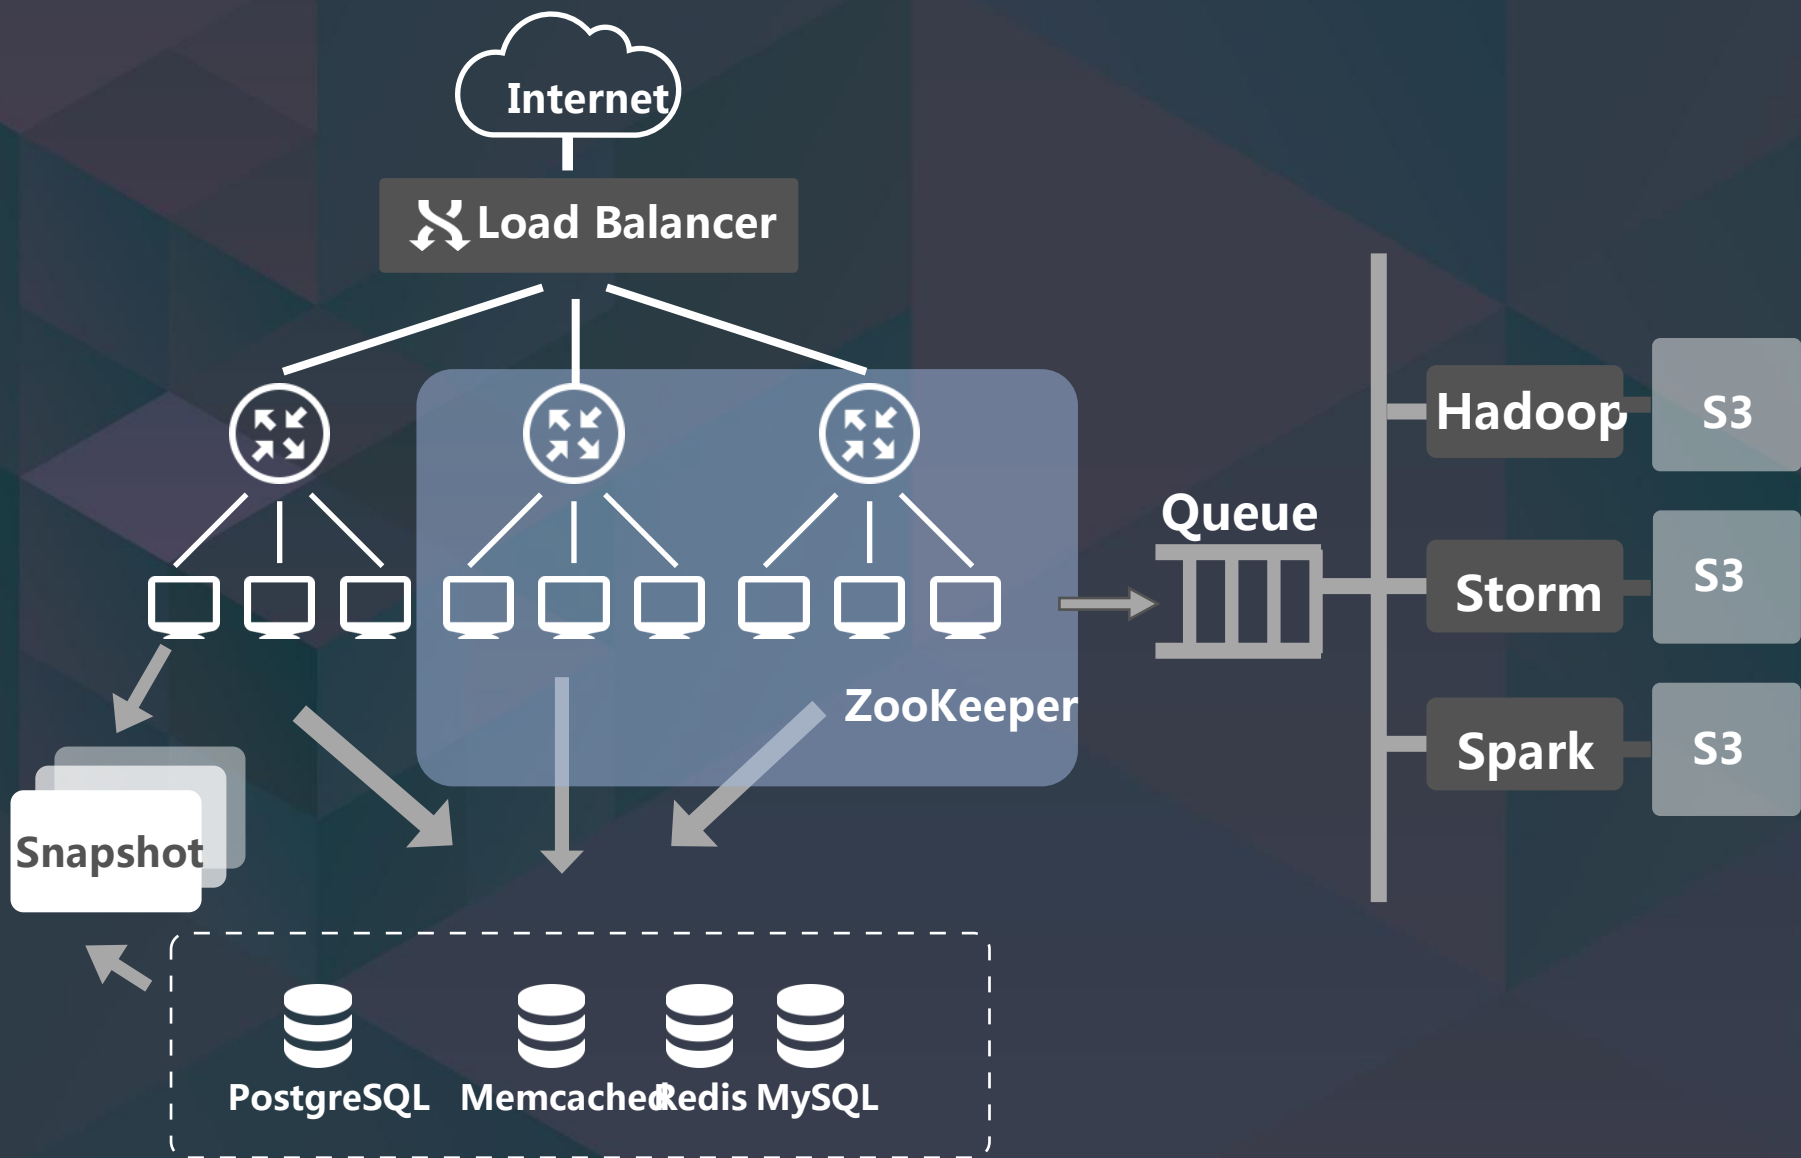 Internet
Load Balancer
Hadoop
S3
Queue
Storm
S3
ZooKeeper
Spark
S3
Snapshot
PostgreSQL
Memcached
Redis
MySQL